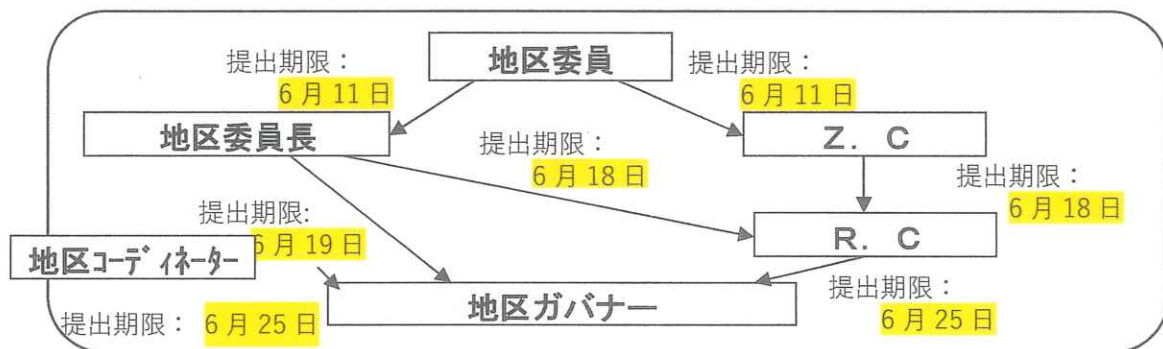 地区委員
提出期限：
6月11日
提出期限：
6月11日
地区委員長
Z．C
提出期限：
6月18日
提出期限：
6月18日
提出期限:
6月19日
R．C
地区ｺｰﾃﾞｨﾈｰﾀｰ
地区ガバナー
提出期限：
6月25日
提出期限： 6月25日